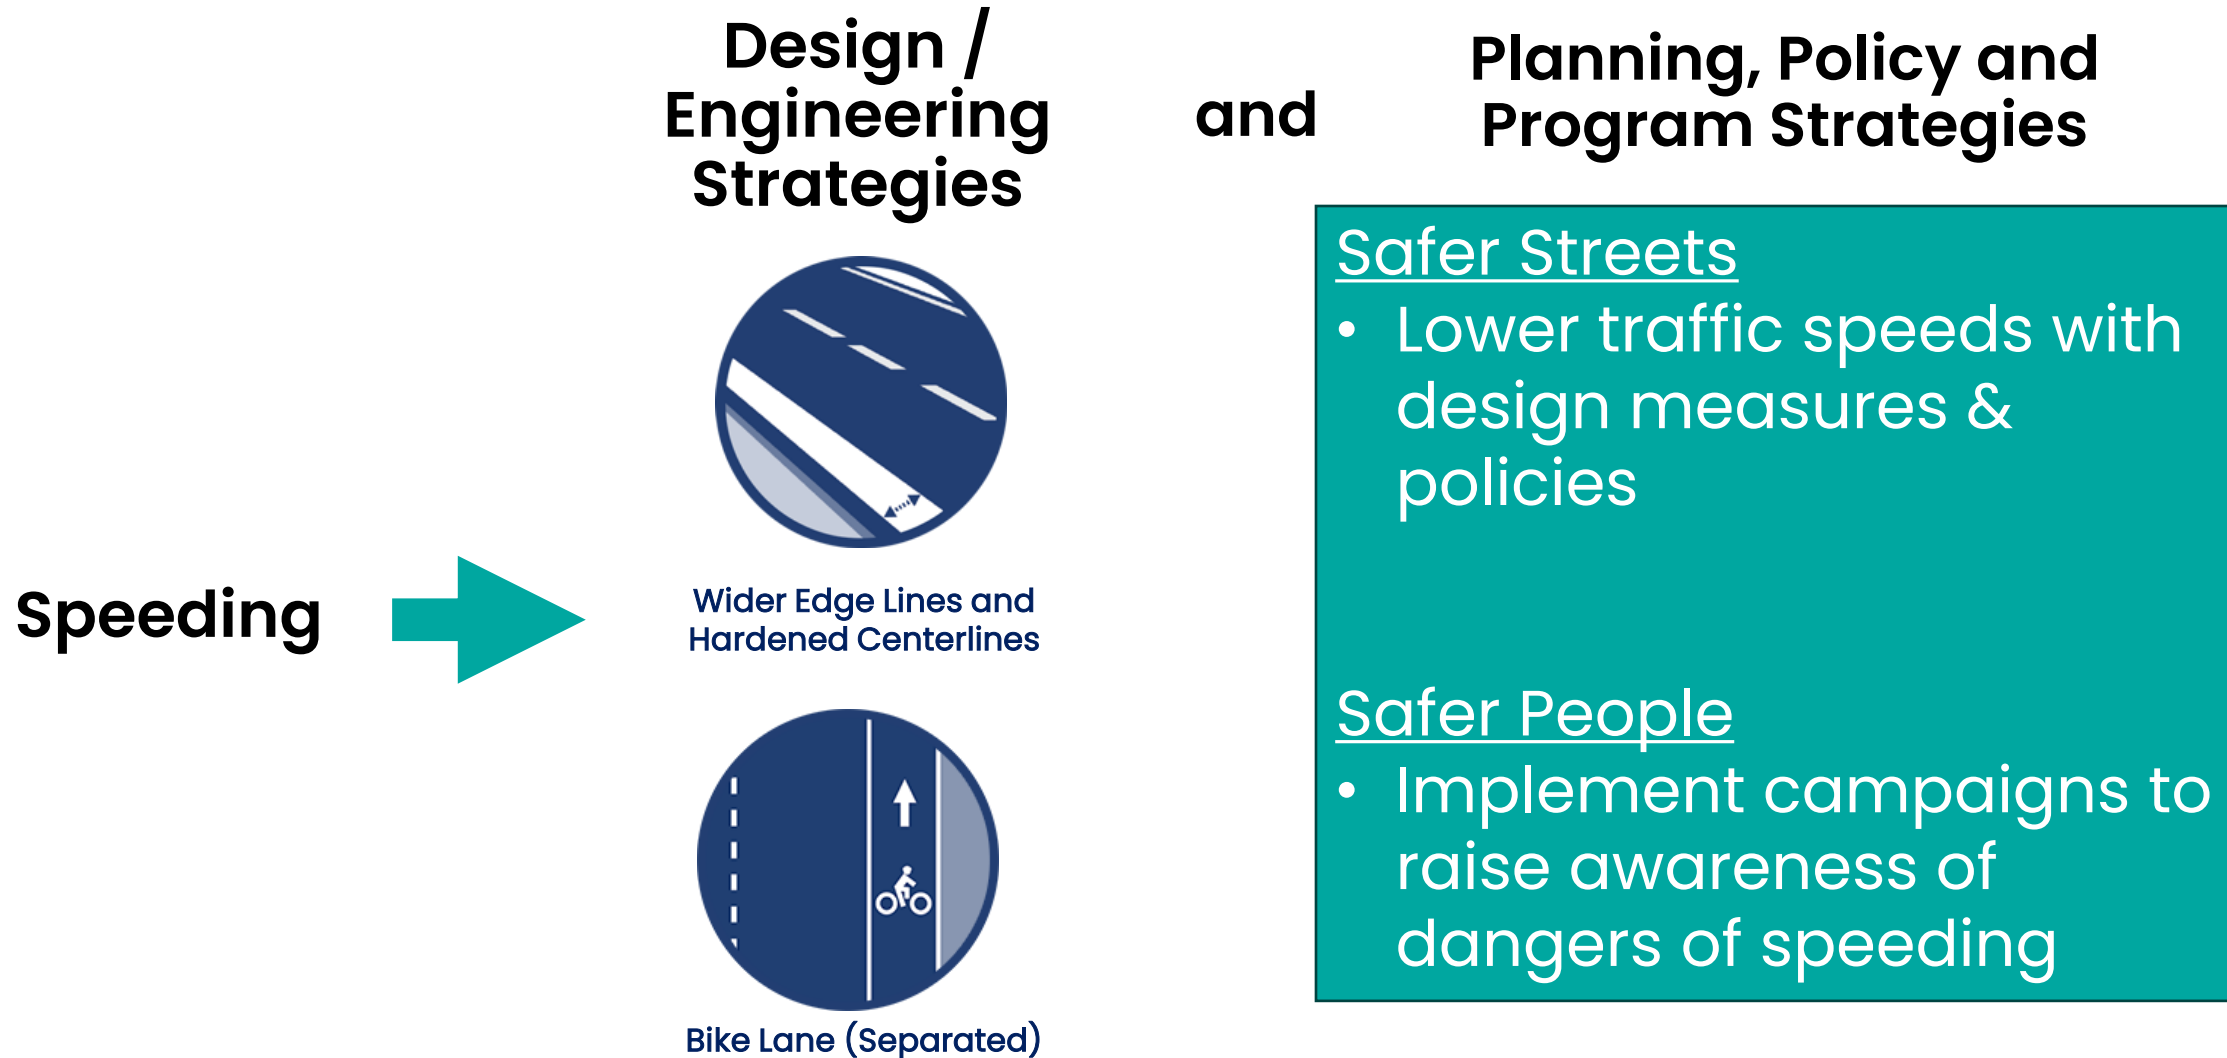 Design /
Engineering
Strategies
and
Planning, Policy and
Program Strategies
Speeding
Wider Edge Lines and
Hardened Centerlines
Bike Lane (Separated)
Safer Streets
• Lower traffic speeds with
design measures &
policies
Safer People
• Implement campaigns to
raise awareness of
dangers of speeding